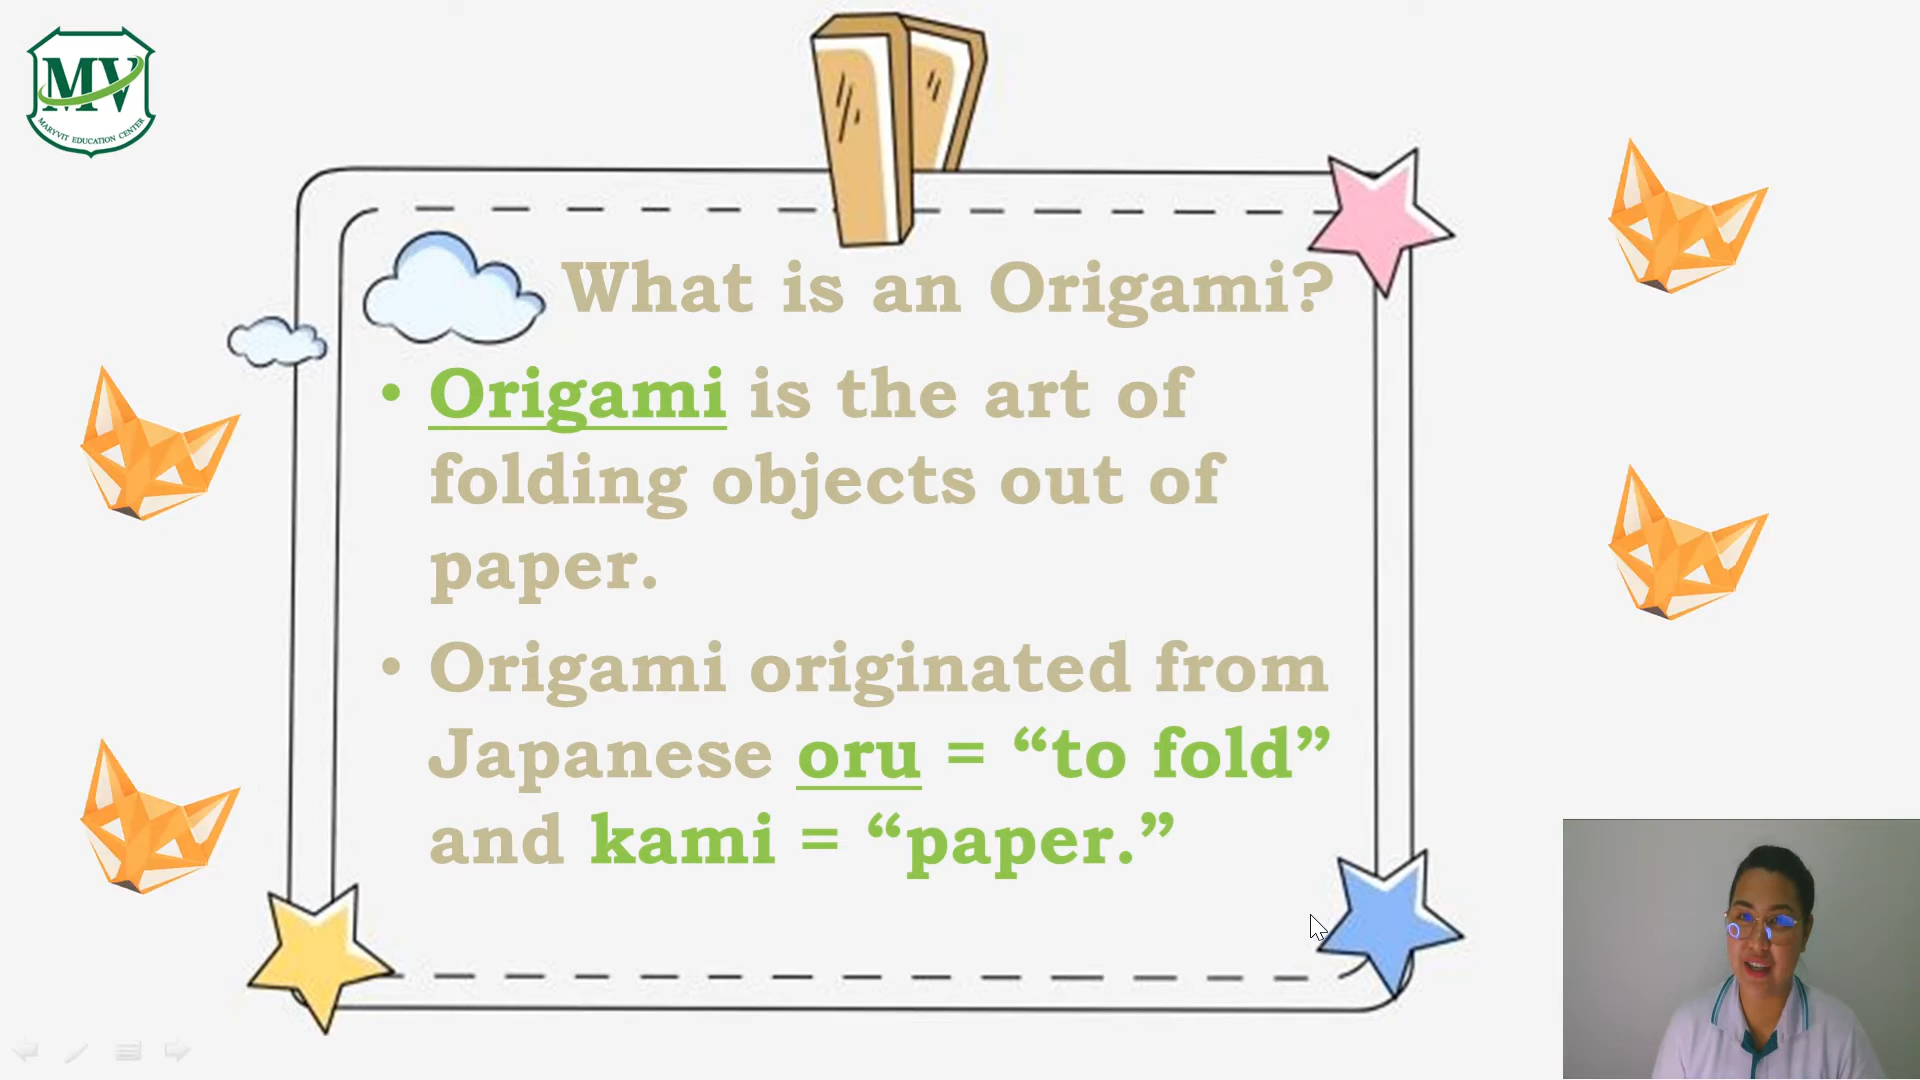 MV
MARYVIT EDUCATION CENTER
What is an Origami?
• Origami is the art of
folding objects out of
paper.
• Origami originated from
Japanese oru = “to fold”
and kami = “paper.”